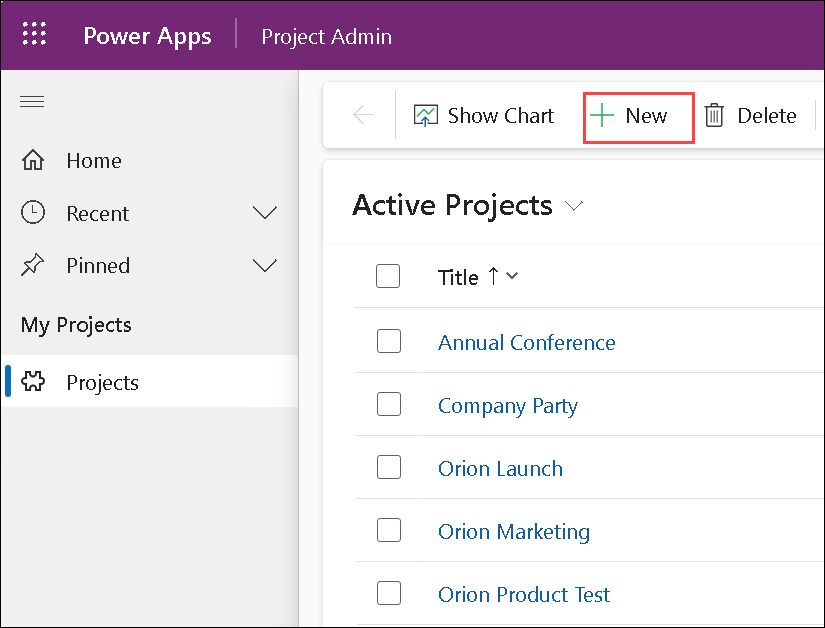 Power Apps Project Admin
Show Chart New Delete
Home
Recent
Pinned
My Projects
Projects
Active Projects
Title
Annual Conference
Company Party
Orion Launch
Orion Marketing
Orion Product Test